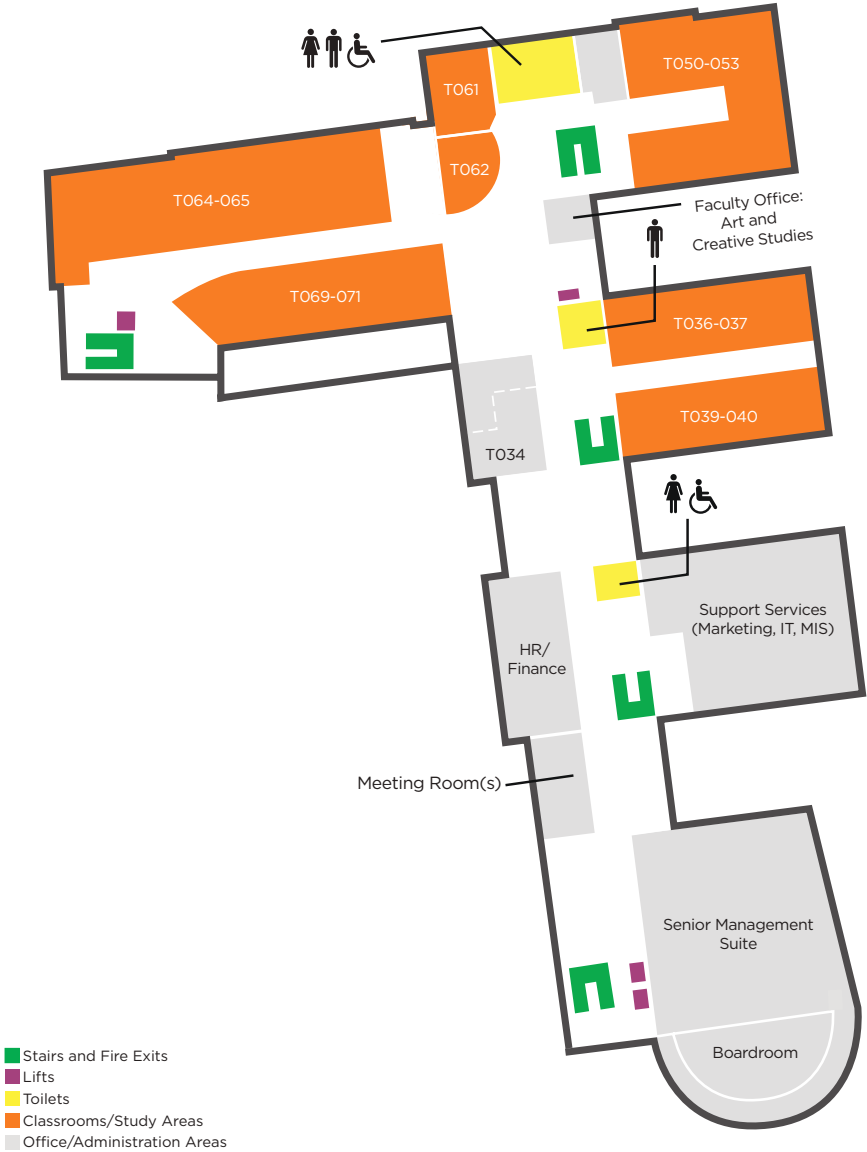 T061
T050-053
T062
T064-065
Faculty Office:
Art and
Creative Studies
T069-071
T036-037
T039-040
T034
Support Services
(Marketing, IT, MIS)
HR/
Finance
Meeting Room(s)
Senior Management
Suite
Boardroom
Stairs and Fire Exits
Lifts
Toilets
Classrooms/Study Areas
Office/Administration Areas